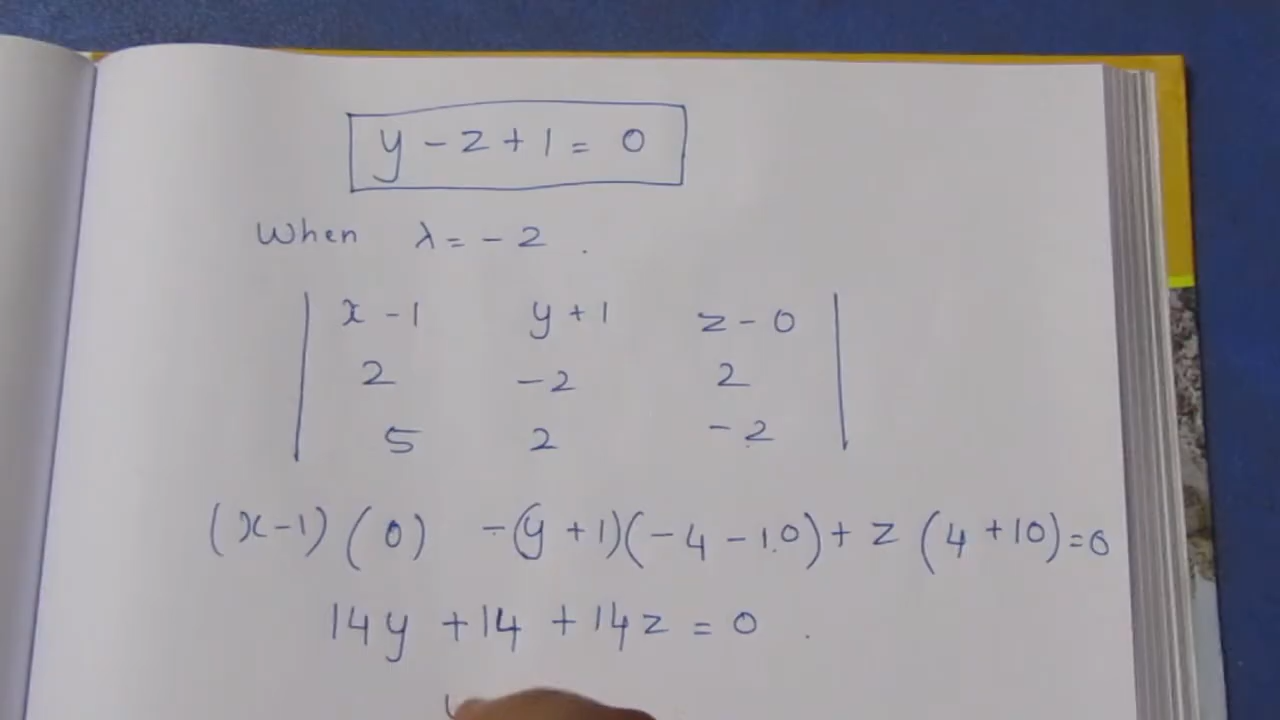 y - z + 1 = 0
When λ = -2 .
x - 1 y + 1 z - 0
2 -2 2
5 2 -2
(x-1) (0) -(y+1)(-4-10)+ z (4+10)=0
14y +14 +14z = 0 .